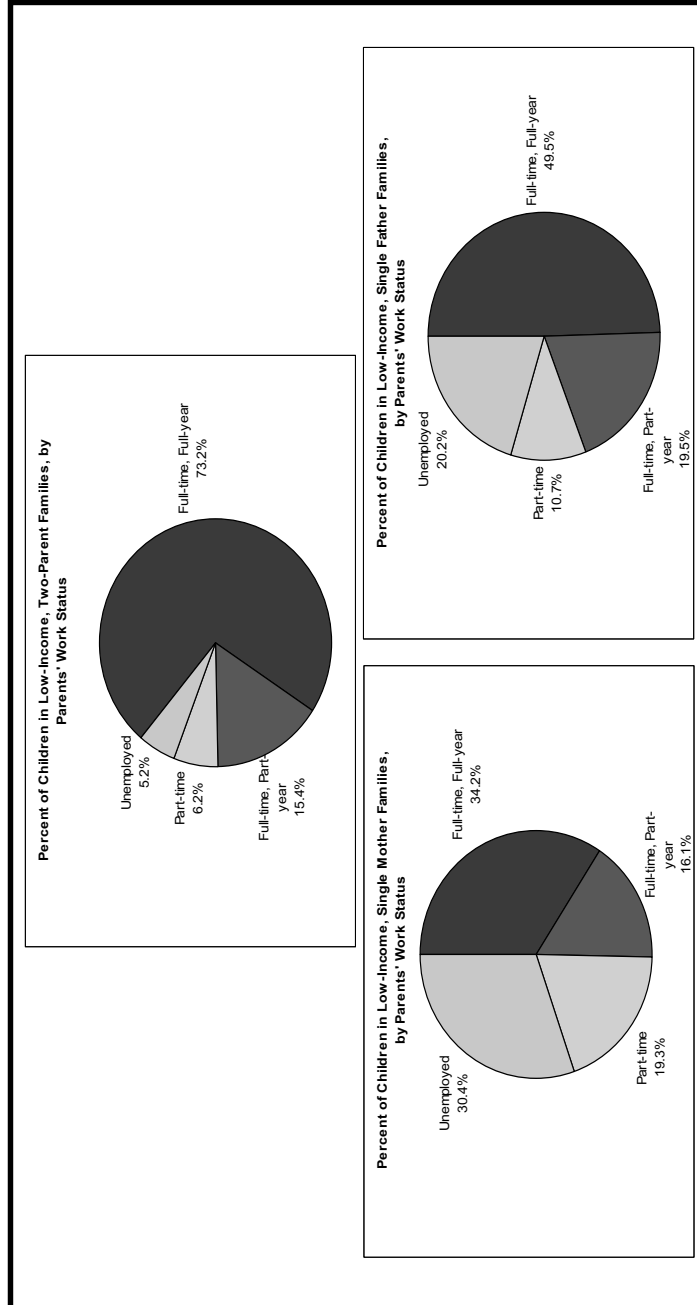 Percent of Children in Low-Income, Two-Parent Families, by
Parents' Work Status
Full-time, Full-year
73.2%
Full-time, Part-
year
15.4%
Part-time
6.2%
Unemployed
5.2%
Percent of Children in Low-Income, Single Mother Families,
by Parents' Work Status
Full-time, Full-year
34.2%
Full-time, Part-
year
16.1%
Part-time
19.3%
Unemployed
30.4%
Percent of Children in Low-Income, Single Father Families,
by Parents' Work Status
Full-time, Full-year
49.5%
Full-time, Part-
year
19.5%
Part-time
10.7%
Unemployed
20.2%